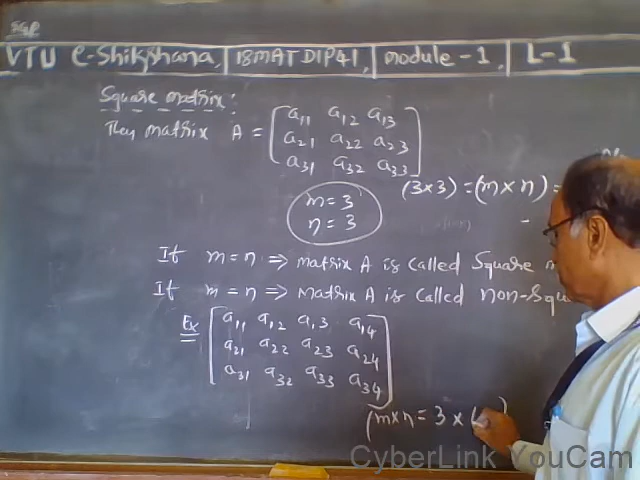 VTU e-Shikshana, 18MATDIP41, module-1, L-1
Square matrix:
matrix A = [a11 a12 a13
a21 a22 a23
a31 a32 a33]
(3×3) = (m×n) =
m = 3
n = 3
If m = n ⇒ matrix A is called Square
If m = n ⇒ matrix A is called non-Squ
Ex [a11 a12 a13 a14
a21 a22 a23 a24
a31 a32 a33 a34]
(m×n = 3 ×
CyberLink YouCam